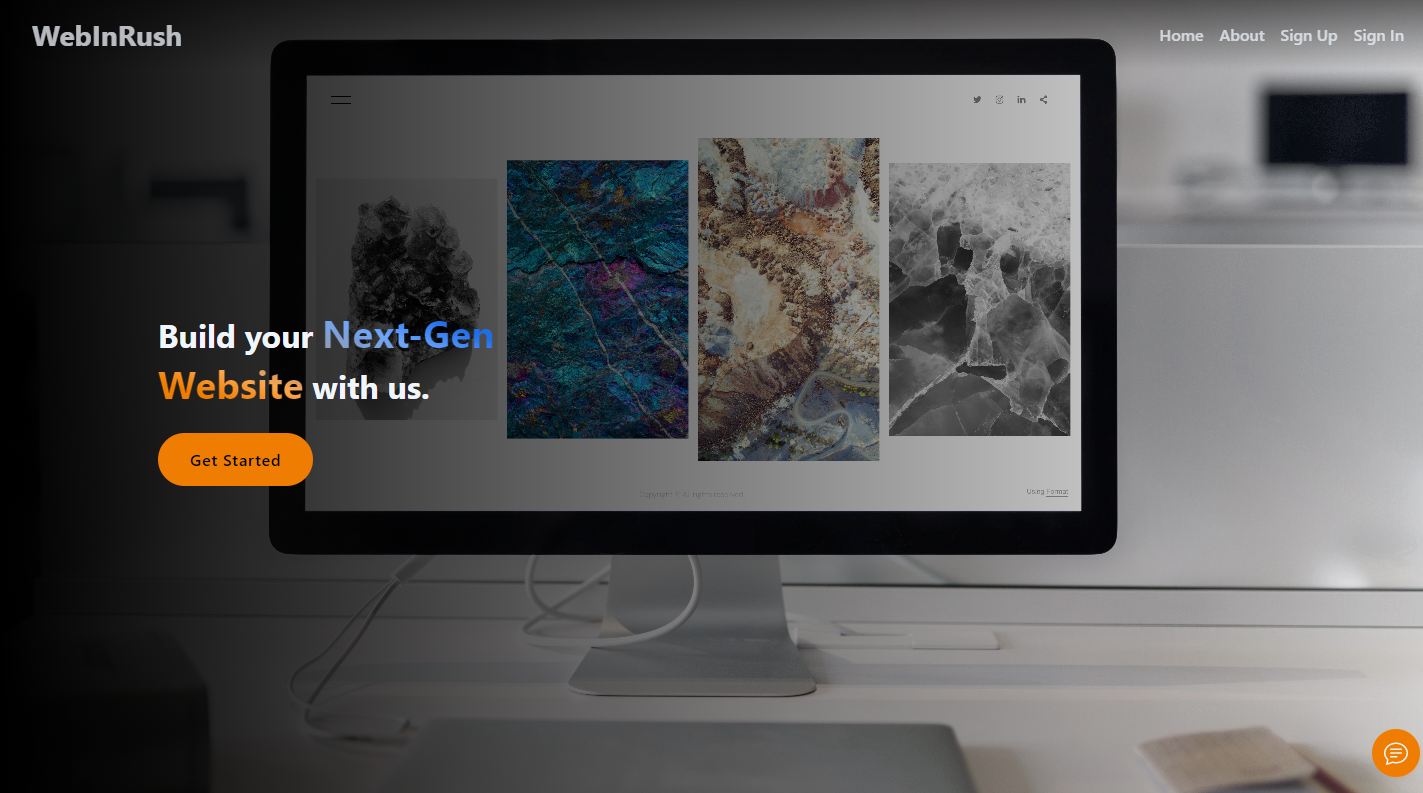 WebInRush
Home About Sign Up Sign In
Build your Next-Gen
Website with us.
Get Started
Copyright © All rights reserved.
Using Format